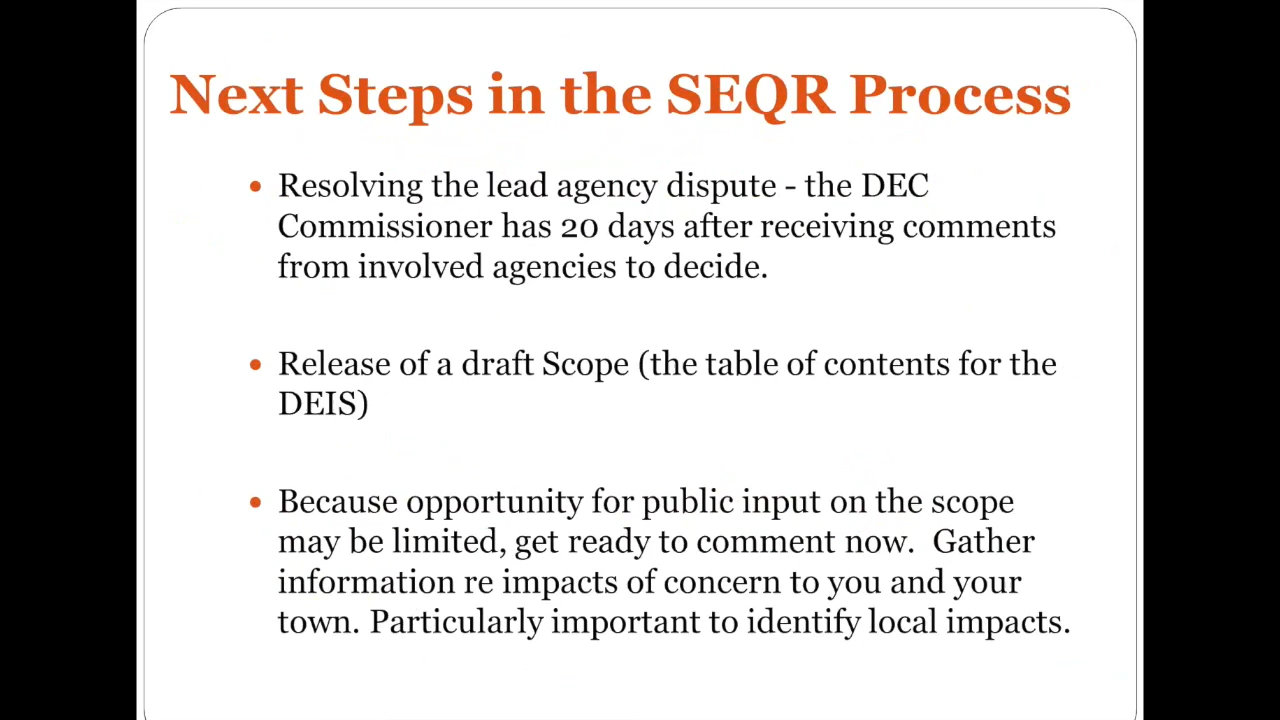 Next Steps in the SEQR Process
• Resolving the lead agency dispute - the DEC
Commissioner has 20 days after receiving comments
from involved agencies to decide.
• Release of a draft Scope (the table of contents for the
DEIS)
• Because opportunity for public input on the scope
may be limited, get ready to comment now.  Gather
information re impacts of concern to you and your
town. Particularly important to identify local impacts.